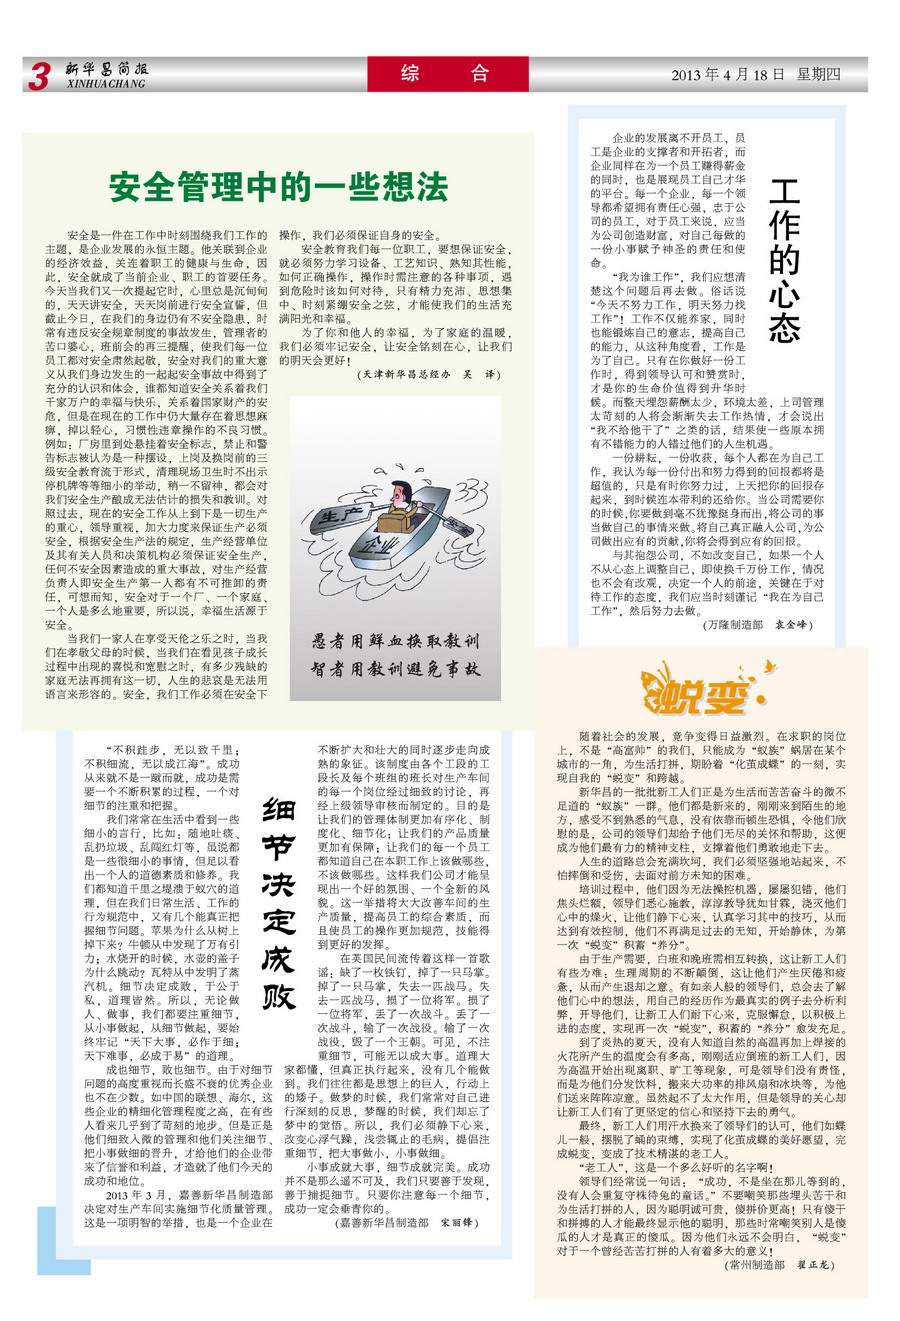 3
新华昌简报
XINHUACHANG
综 合
2013 年 4 月 18 日 星期四
安全管理中的一些想法
安全是一件在工作中时刻围绕我们工作的
主题，是企业发展的永恒主题。他关联到企业
的经济效益，关连着职工的健康与生命，因
此，安全就成了当前企业、职工的首要任务。
今天当我们又一次提起它时，心里总是沉甸甸
的，天天讲安全，天天岗前进行安全宣誓，但
截止今日，在我们的身边仍有不安全隐患，时
常有违反安全规章制度的事故发生，管理者的
苦口婆心，班前会的再三提醒，使我们每一位
员工都对安全肃然起敬，安全对我们的重大意
义从我们身边发生的一起起安全事故中得到了
充分的认识和体会，谁都知道安全关系着我们
千家万户的幸福与快乐，关系着国家财产的安
危，但是在现在的工作中仍大量存在着思想麻
痹，掉以轻心，习惯性违章操作的不良习惯。
例如：厂房里到处悬挂着安全标志，禁止和警
告标志被认为是一种摆设，上岗及换岗前的三
级安全教育流于形式，清理现场卫生时不出示
停机牌等等细小的举动，稍一不留神，都会对
我们安全生产酿成无法估计的损失和教训。对
照过去，现在的安全工作从上到下是一切生产
的重心，领导重视，加大力度来保证生产必须
安全，根据安全生产法的规定，生产经营单位
及其有关人员和决策机构必须保证安全生产，
任何不安全因素造成的重大事故，对生产经营
负责人即安全生产第一人都有不可推卸的责
任，可想而知，安全对于一个厂、一个家庭、
一个人是多么地重要，所以说，幸福生活源于
安全。
当我们一家人在享受天伦之乐之时，当我
们在孝敬父母的时候，当我们在看见孩子成长
过程中出现的喜悦和宽慰之时，有多少残缺的
家庭无法再拥有这一切，人生的悲哀是无法用
语言来形容的。安全，我们工作必须在安全下
操作，我们必须保证自身的安全。
安全教育我们每一位职工，要想保证安全，
就必须努力学习设备、工艺知识、熟知其性能，
如何正确操作，操作时需注意的各种事项，遇
到危险时该如何对待，只有精力充沛、思想集
中、时刻紧绷安全之弦，才能使我们的生活充
满阳光和幸福。
为了你和他人的幸福，为了家庭的温暖，
我们必须牢记安全，让安全铭刻在心，让我们
的明天会更好！
（天津新华昌总经办 吴 译）
生产
安全
企业
愚者用鲜血换取教训
智者用教训避免事故
工作的心态
企业的发展离不开员工，员
工是企业的支撑者和开拓者，而
企业同样在为一个员工赚得薪金
的同时，也是展现员工自己才华
的平台。每一个企业，每一个领
导都希望拥有责任心强，忠于公
司的员工，对于员工来说，应当
为公司创造财富，对自己每做的
一份小事赋予神圣的责任和使
命。
“我为谁工作”，我们应想清
楚这个问题后再去做。俗话说
“今天不努力工作，明天努力找
工作”！工作不仅能养家，同时
也能锻炼自己的意志，提高自己
的能力，从这种角度看，工作是
为了自己。只有在你做好一份工
作时，得到领导认可和赞赏时，
才是你的生命价值得到升华时
候。而整天埋怨薪酬太少，环境太差，上司管理
太苛刻的人将会渐渐失去工作热情，才会说出
“我不给他干了”之类的话，结果使一些原本拥
有不错能力的人错过他们的人生机遇。
一份耕耘，一份收获，每个人都在为自己工
作，我认为每一份付出和努力得到的回报都将是
超值的，只是有时你努力过，上天把你的回报存
起来，到时候连本带利的还给你。当公司需要你
的时候，你要做到毫不犹豫挺身而出，将公司的事
当做自己的事情来做。将自己真正融人公司，为公
司做出应有的贡献，你将会得到应有的回报。
与其抱怨公司，不如改变自己，如果一个人
不从心态上调整自己，即使换千万份工作，情况
也不会有改观，决定一个人的前途，关键在于对
待工作的态度，我们应当时刻谨记“我在为自己
工作”，然后努力去做。
（万隆制造部 袁金峰）
细节决定成败
“不积跬步，无以致千里；
不积细流，无以成江海”。成功
从来就不是一蹴而就，成功是需
要一个不断积累的过程，一个对
细节的注重和把握。
我们常常在生活中看到一些
细小的言行，比如：随地吐痰、
乱扔垃圾、乱闯红灯等，虽说都
是一些很细小的事情，但足以看
出一个人的道德素质和修养。我
们都知道千里之堤溃于蚁穴的道
理，但在我们日常生活、工作的
行为规范中，又有几个能真正把
握细节问题。苹果为什么从树上
掉下来？牛顿从中发现了万有引
力；水烧开的时候，水壶的盖子
为什么跳动？瓦特从中发明了蒸
汽机。细节决定成败，于公于
私，道理皆然。所以，无论做
人、做事，我们都要注重细节，
从小事做起，从细节做起，要始
终牢记“天下大事，必作于细；
天下难事，必成于易”的道理。
成也细节，败也细节。由于对细节
问题的高度重视而长盛不衰的优秀企业
也不在少数。如中国的联想、海尔，这
些企业的精细化管理程度之高，在有些
人看来几乎到了苛刻的地步。但是正是
他们细致入微的管理和他们关注细节、
把小事做细的晋升，才给他们的企业带
来了信誉和利益，才造就了他们今天的
成功和地位。
2013 年 3 月，嘉善新华昌制造部
决定对生产车间实施细节化质量管理。
这是一项明智的举措，也是一个企业在
不断扩大和壮大的同时逐步走向成
熟的象征。该制度由各个工段的工
段长及每个班组的班长对生产车间
的每一个岗位经过细致的讨论，再
经上级领导审核而制定的。目的是
让我们的管理体制更加有序化、制
度化、细节化；让我们的产品质量
更加有保障；让我们的每一个员工
都知道自己在本职工作上该做哪些，
不该做哪些。这样我们公司才能呈
现出一个好的氛围、一个全新的风
貌。这一举措将大大改善车间的生
产质量，提高员工的综合素质，而
且使员工的操作更加规范，技能得
到更好的发挥。
在英国民间流传着这样一首歌
谣：缺了一枚铁钉，掉了一只马掌。
掉了一只马掌，失去一匹战马。失
去一匹战马，损了一位将军。损了
一位将军，丢了一次战斗。丢了一
次战斗，输了一次战役。输了一次
战役，毁了一个王朝。可见，不注
重细节，可能无以成大事。道理大
家都懂，但真正执行起来，没有几个能做
到。我们往往都是思想上的巨人，行动上
的矮子。做梦的时候，我们常常对自己进
行深刻的反思，梦醒的时候，我们却忘了
梦中的觉悟。所以，我们必须静下心来，
改变心浮气躁，浅尝辄止的毛病，提倡注
重细节，把大事做小，小事做细。
小事成就大事，细节成就完美。成功
并不是那么遥不可及，我们只要善于发现，
善于捕捉细节。只要你注意每一个细节，
成功一定会垂青你的。
（嘉善新华昌制造部 宋丽锋）
蜕变
随着社会的发展，竞争变得日益激烈。在求职的岗位
上，不是“高富帅”的我们，只能成为“蚁族”蜗居在某个
城市的一角，为生活打拼，期盼着“化茧成蝶”的一刻，实
现自我的“蜕变”和跨越。
新华昌的一批批新工人们正是为生活而苦苦奋斗的微不
足道的“蚁族”一群。他们都是新来的，刚刚来到陌生的地
方，感受不到熟悉的气息，没有依靠而顿生恐惧，令他们欣
慰的是，公司的领导们却给予他们无尽的关怀和帮助，这便
成为他们最有力的精神支柱，支撑着他们勇敢地走下去。
人生的道路总会充满坎坷，我们必须坚强地站起来，不
怕摔倒和受伤，去面对前方未知的困难。
培训过程中，他们因为无法操控机器，屡屡犯错，他们
焦头烂额，领导们悉心施教，淳淳教导犹如甘霖，浇灭他们
心中的燥火，让他们静下心来，认真学习其中的技巧，从而
达到有效控制，他们不再满足过去的无知，开始静休，为第
一次“蜕变”积蓄“养分”。
由于生产需要，白班和晚班需相互转换，这让新工人们
有些为难：生理周期的不断颠倒，这让他们产生厌倦和疲
惫，从而产生退却之意。有如亲人般的领导们，总会去了解
他们心中的想法，用自己的经历作为最真实的例子去分析利
弊，开导他们，让新工人们耐下心来，克服懈怠，以积极上
进的态度，实现再一次“蜕变”，积蓄的“养分”愈发充足。
到了炎热的夏天，没有人知道自然的高温再加上焊接的
火花所产生的温度会有多高，刚刚适应倒班的新工人们，因
为高温开始出现离职、旷工等现象，可是领导们没有责怪，
而是为他们分发饮料，搬来大功率的排风扇和冰块等，为他
们送来阵阵凉意。虽然起不了太大作用，但是领导的关心却
让新工人们有了更坚定的信心和坚持下去的勇气。
最终，新工人们用汗水换来了领导们的认可，他们如蝶
儿一般，摆脱了蛹的束缚，实现了化茧成蝶的美好愿望，完
成蜕变，变成了技术精湛的老工人。
“老工人”，这是一个多么好听的名字啊！
领导们经常说一句话：“成功，不是坐在那儿等到的，
没有人会重复守株待兔的童话。”不要嘲笑那些埋头苦干和
为生活打拼的人，因为聪明诚可贵，傻拼价更高！只有傻干
和拼搏的人才能最终显示他的聪明，那些时常嘲笑别人是傻
瓜的人才是真正的傻瓜。因为他们永远不会明白，“蜕变”
对于一个曾经苦苦打拼的人有着多大的意义！
（常州制造部 翟正龙）